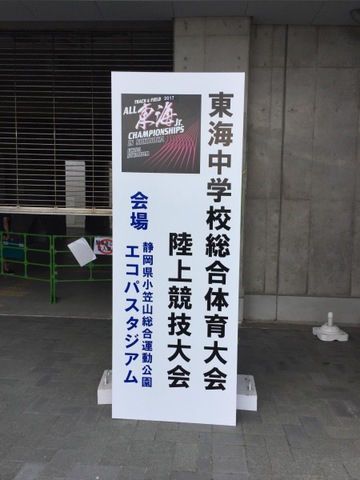 東海中学校総合体育大会
陸上競技大会
TRACK & FIELD 2017
ALL 東海 Jr.
CHAMPIONSHIPS
会場
静岡県小笠山総合運動公園
エコパスタジアム